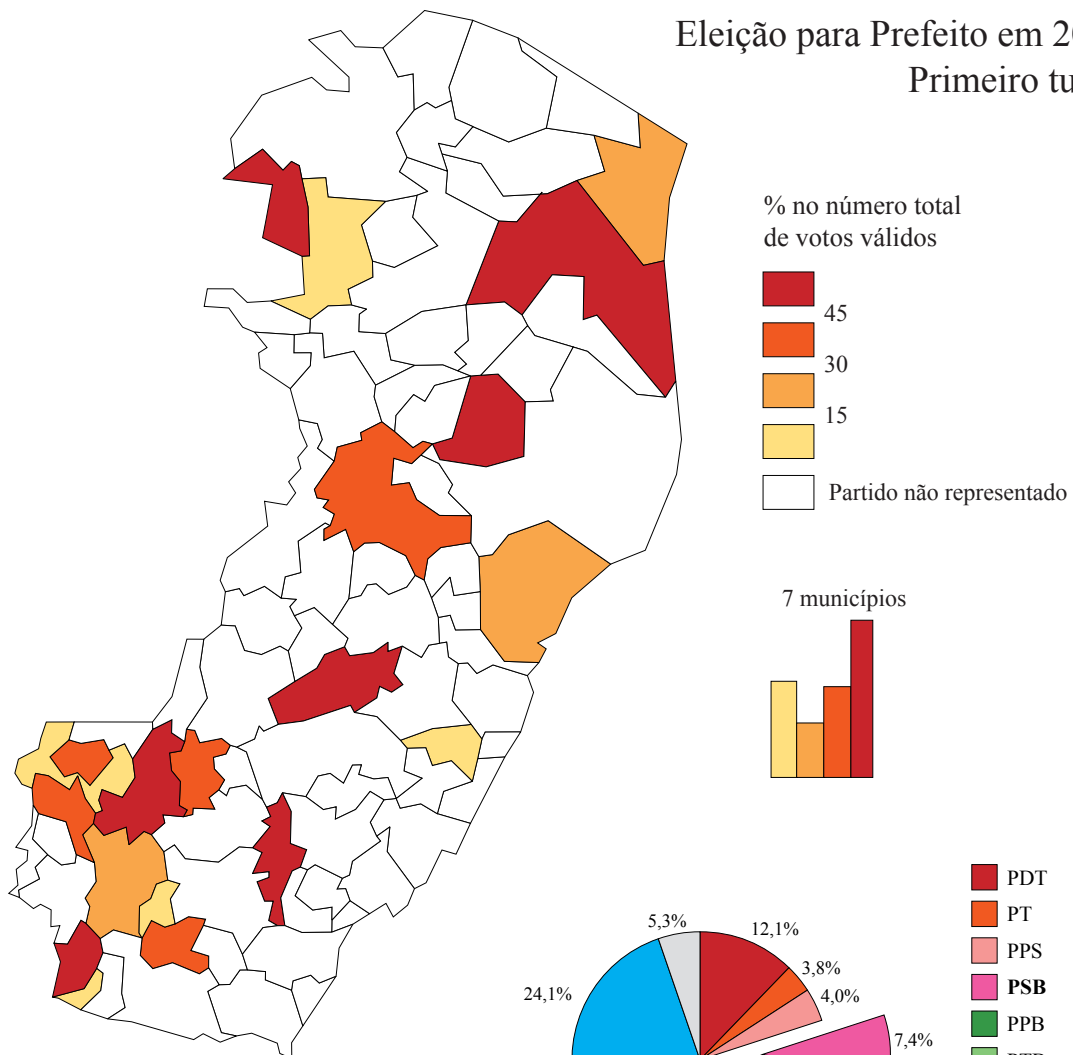 Eleição para Prefeito em 20
Primeiro tu
% no número total
de votos válidos
45
30
15
Partido não representado
7 municípios
5,3%
12,1%
3,8%
4,0%
24,1%
7,4%
PDT
PT
PPS
PSB
PPB